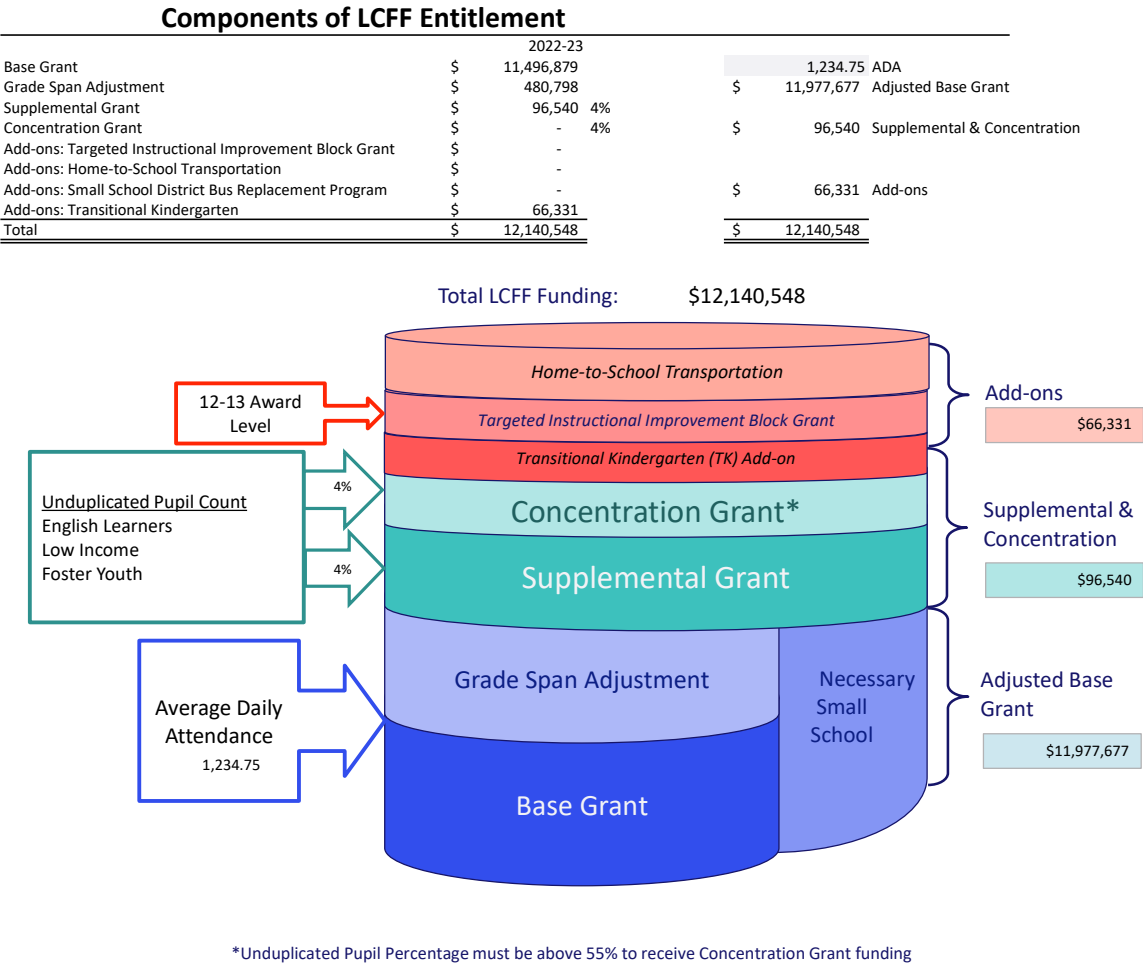 Components of LCFF Entitlement
2022-23
Base Grant $ 11,496,879 1,234.75 ADA
Grade Span Adjustment $ 480,798 $ 11,977,677 Adjusted Base Grant
Supplemental Grant $ 96,540 4%
Concentration Grant $ - 4% $ 96,540 Supplemental & Concentration
Add-ons: Targeted Instructional Improvement Block Grant $ -
Add-ons: Home-to-School Transportation $ -
Add-ons: Small School District Bus Replacement Program $ - $ 66,331 Add-ons
Add-ons: Transitional Kindergarten $ 66,331
Total $ 12,140,548 $ 12,140,548
Total LCFF Funding: $12,140,548
Home-to-School Transportation
Targeted Instructional Improvement Block Grant
Transitional Kindergarten (TK) Add-on
Concentration Grant*
Supplemental Grant
Grade Span Adjustment
Base Grant
Necessary
Small
School
12-13 Award
Level
Unduplicated Pupil Count
English Learners
Low Income
Foster Youth
4%
4%
Average Daily
Attendance
1,234.75
Add-ons
$66,331
Supplemental &
Concentration
$96,540
Adjusted Base
Grant
$11,977,677
*Unduplicated Pupil Percentage must be above 55% to receive Concentration Grant funding